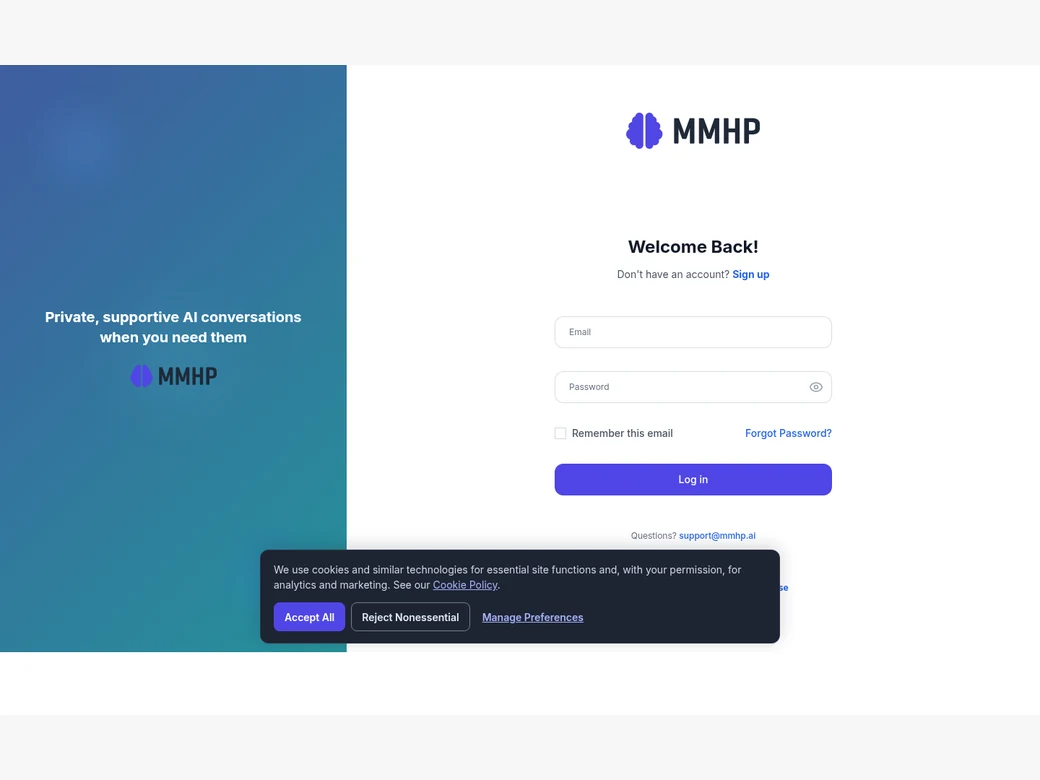 Private, supportive AI conversations
when you need them
MMHP
MMHP
Welcome Back!
Don't have an account? Sign up
Email
Password
Remember this email
Forgot Password?
Log in
Questions? support@mmhp.ai
We use cookies and similar technologies for essential site functions and, with your permission, for
analytics and marketing. See our Cookie Policy.
Accept All
Reject Nonessential
Manage Preferences